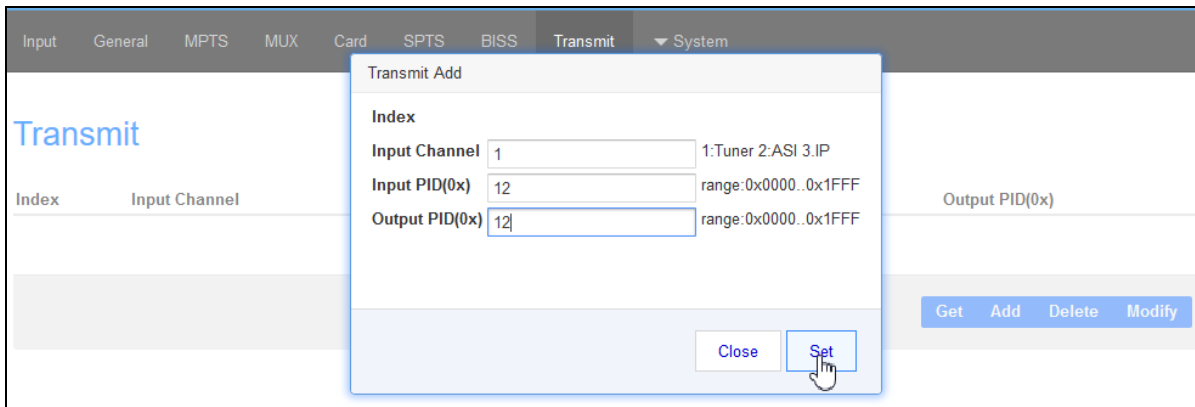 Input General MPTS MUX Card SPTS BISS Transmit System
Transmit Add
Index
Input Channel 1 1:Tuner 2:ASI 3.IP
Input PID(0x) 12 range:0x0000..0x1FFF
Output PID(0x) 12 range:0x0000..0x1FFF
Close Set
Transmit
Index Input Channel Output PID(0x)
Get Add Delete Modify